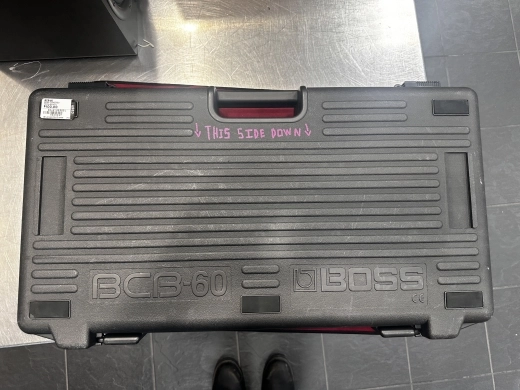 ↓ THIS SIDE DOWN ↓
BCB-60
BOSS
CE